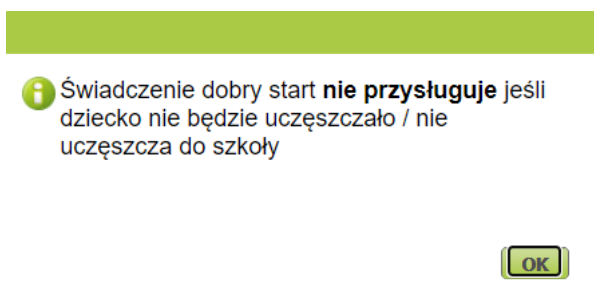 Świadczenie dobry start nie przysługuje jeśli
dziecko nie będzie uczęszczało / nie
uczęszcza do szkoły
OK